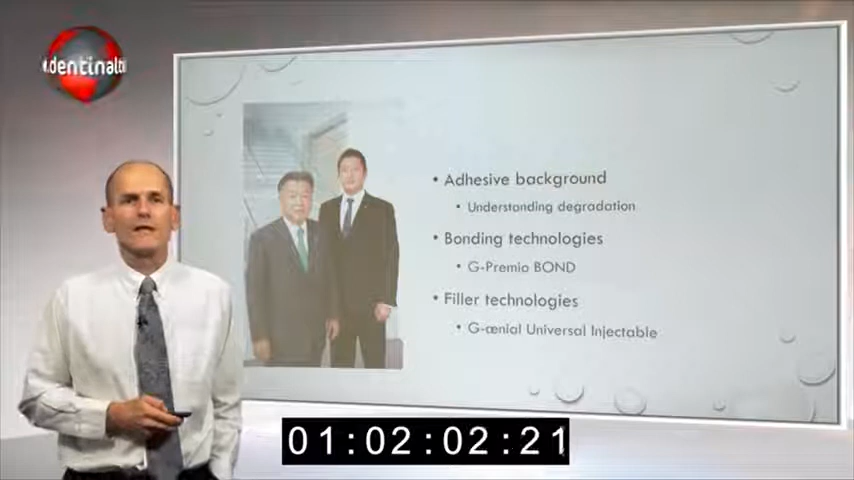 dentinaltu
• Adhesive background
• Understanding degradation
• Bonding technologies
• G-Premio BOND
• Filler technologies
• G-ænial Universal Injectable
01:02:02:21